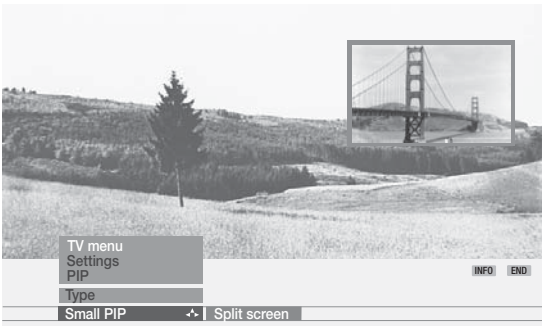 TV menu
Settings
PIP
INFO END
Type
Small PIP Split screen